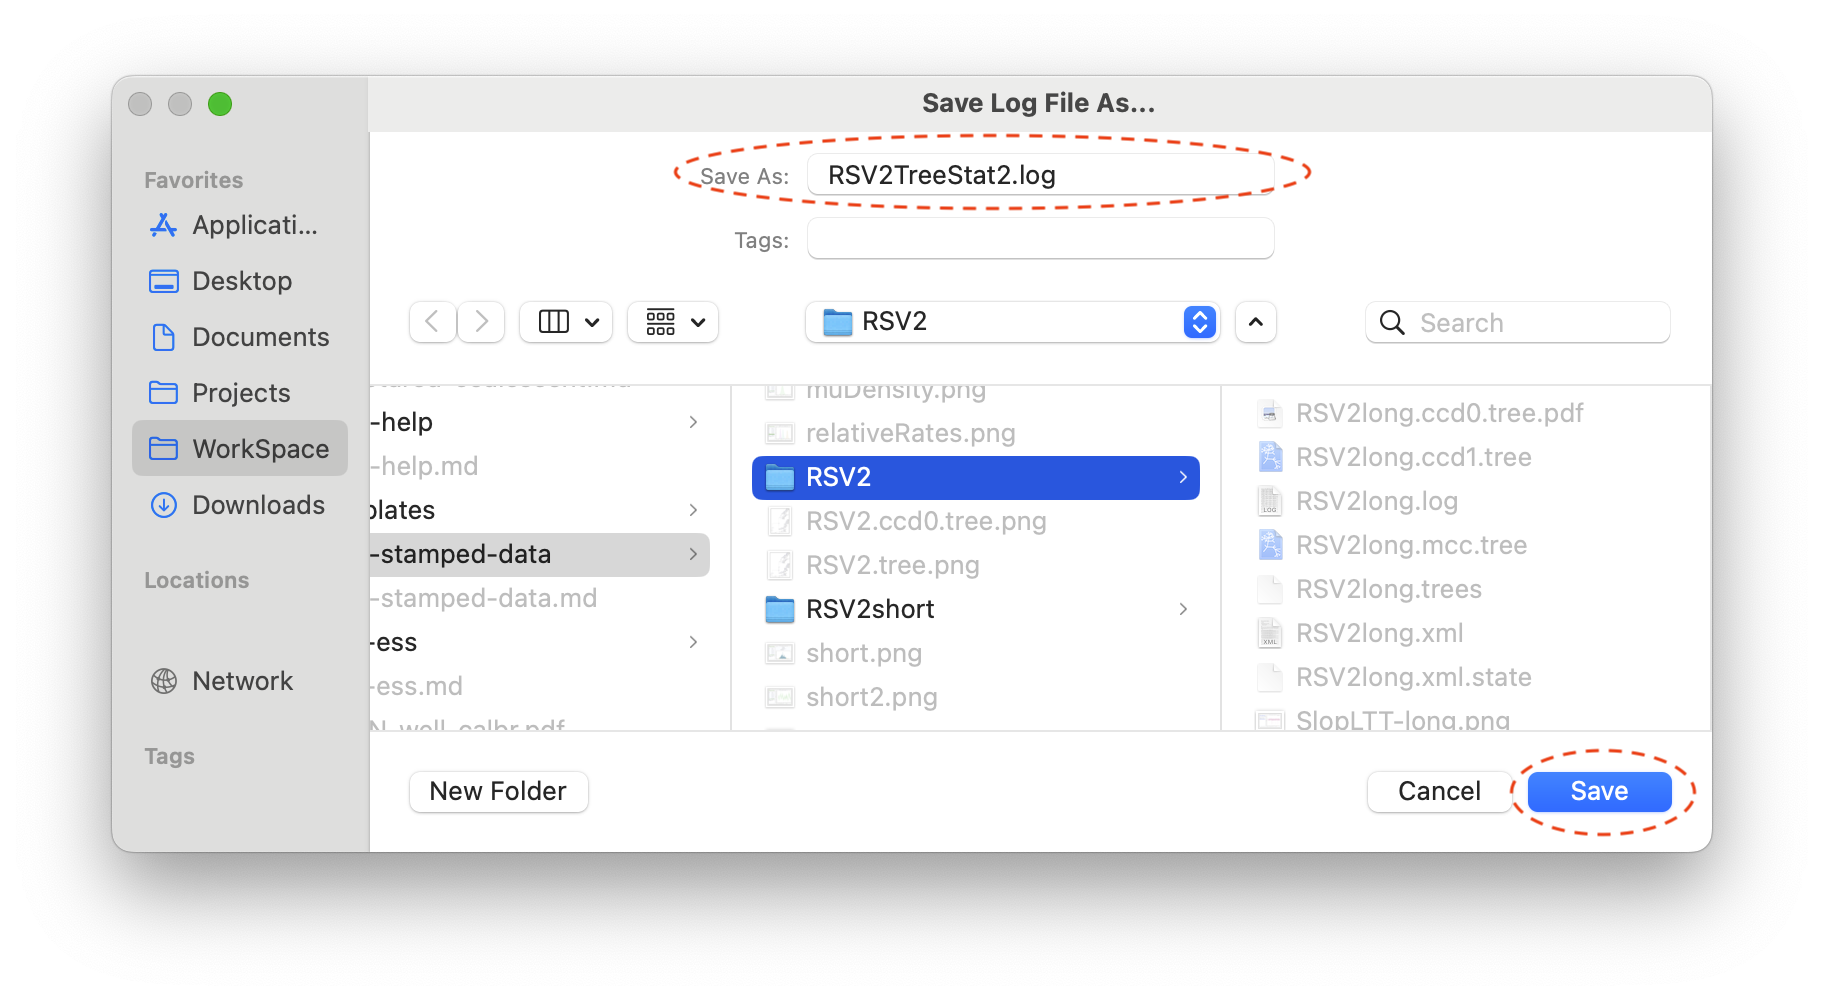 Save Log File As...
Favorites
Applicati...
Desktop
Documents
Projects
WorkSpace
Downloads
Locations
Network
Tags
Save As: RSV2TreeStat2.log
Tags:
RSV2
Search
-help
-help.md
plates
-stamped-data
-stamped-data.md
-ess
-ess.md
N_well_calbr.pdf
muDensity.png
relativeRates.png
RSV2
RSV2.ccd0.tree.png
RSV2.tree.png
RSV2short
short.png
short2.png
RSV2long.ccd0.tree.pdf
RSV2long.ccd1.tree
RSV2long.log
RSV2long.mcc.tree
RSV2long.trees
RSV2long.xml
RSV2long.xml.state
SlopLTT-long.png
New Folder
Cancel
Save